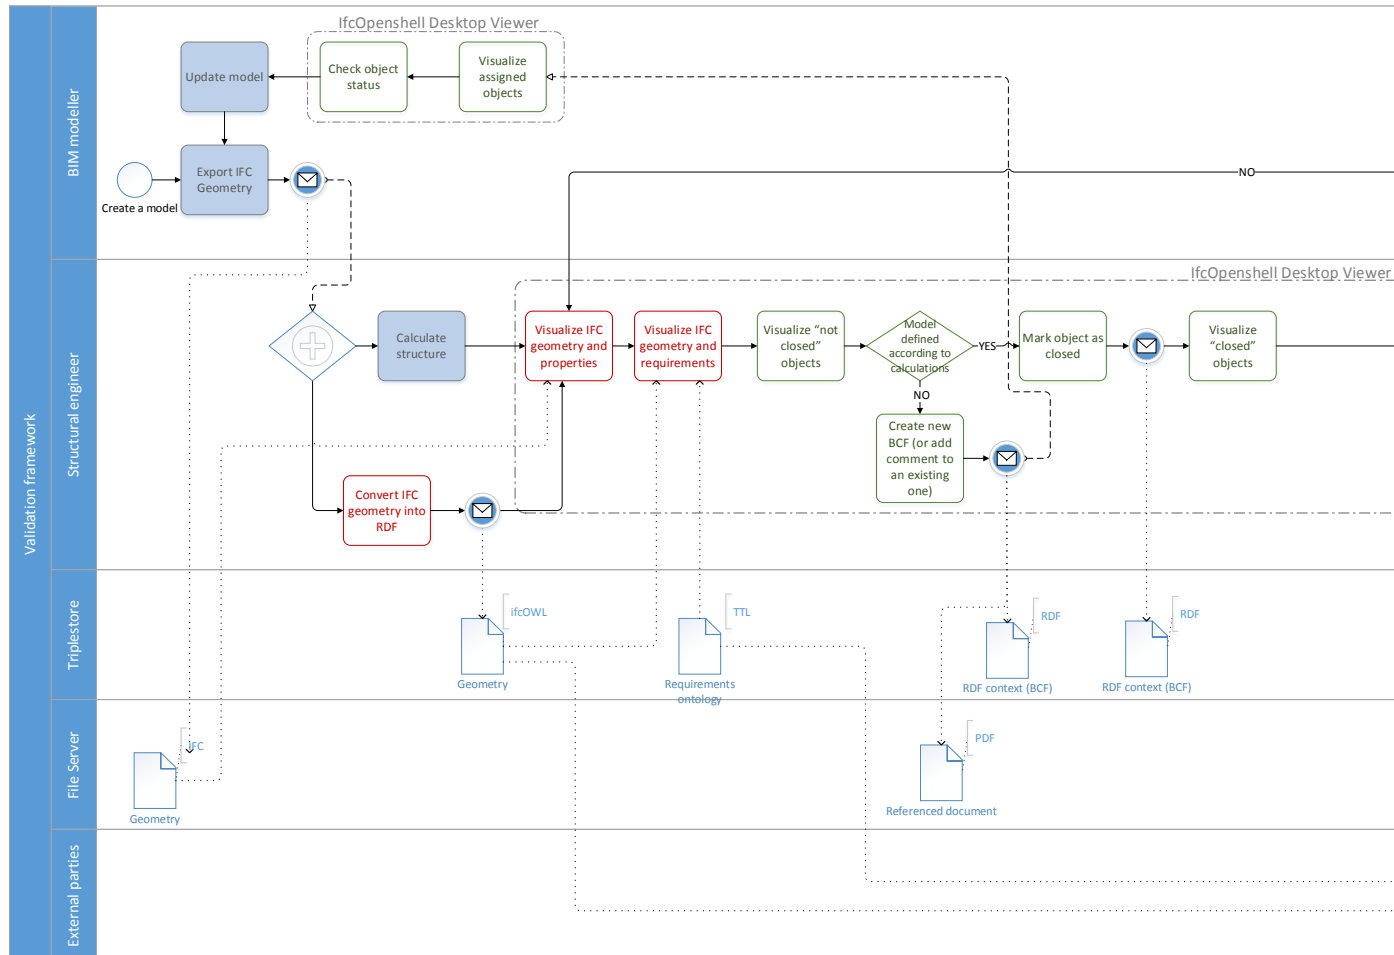 IfcOpenshell Desktop Viewer
Update model
Check object
status
Visualize
assigned
objects
BIM modeller
Export IFC
Geometry
Create a model
NO
IfcOpenshell Desktop Viewer
Validation framework
Structural engineer
Calculate
structure
Visualize IFC
geometry and
properties
Visualize IFC
geometry and
requirements
Visualize “not
closed” objects
Model
defined
according to
calculations
YES
Mark object as
closed
Visualize
“closed”
objects
NO
Create new
BCF (or add
comment to
an existing
one)
Convert IFC
geometry into
RDF
Triplestore
ifcOWL
Geometry
TTL
Requirements
ontology
RDF
RDF context (BCF)
RDF
RDF context (BCF)
File Server
IFC
Geometry
PDF
Referenced document
External parties